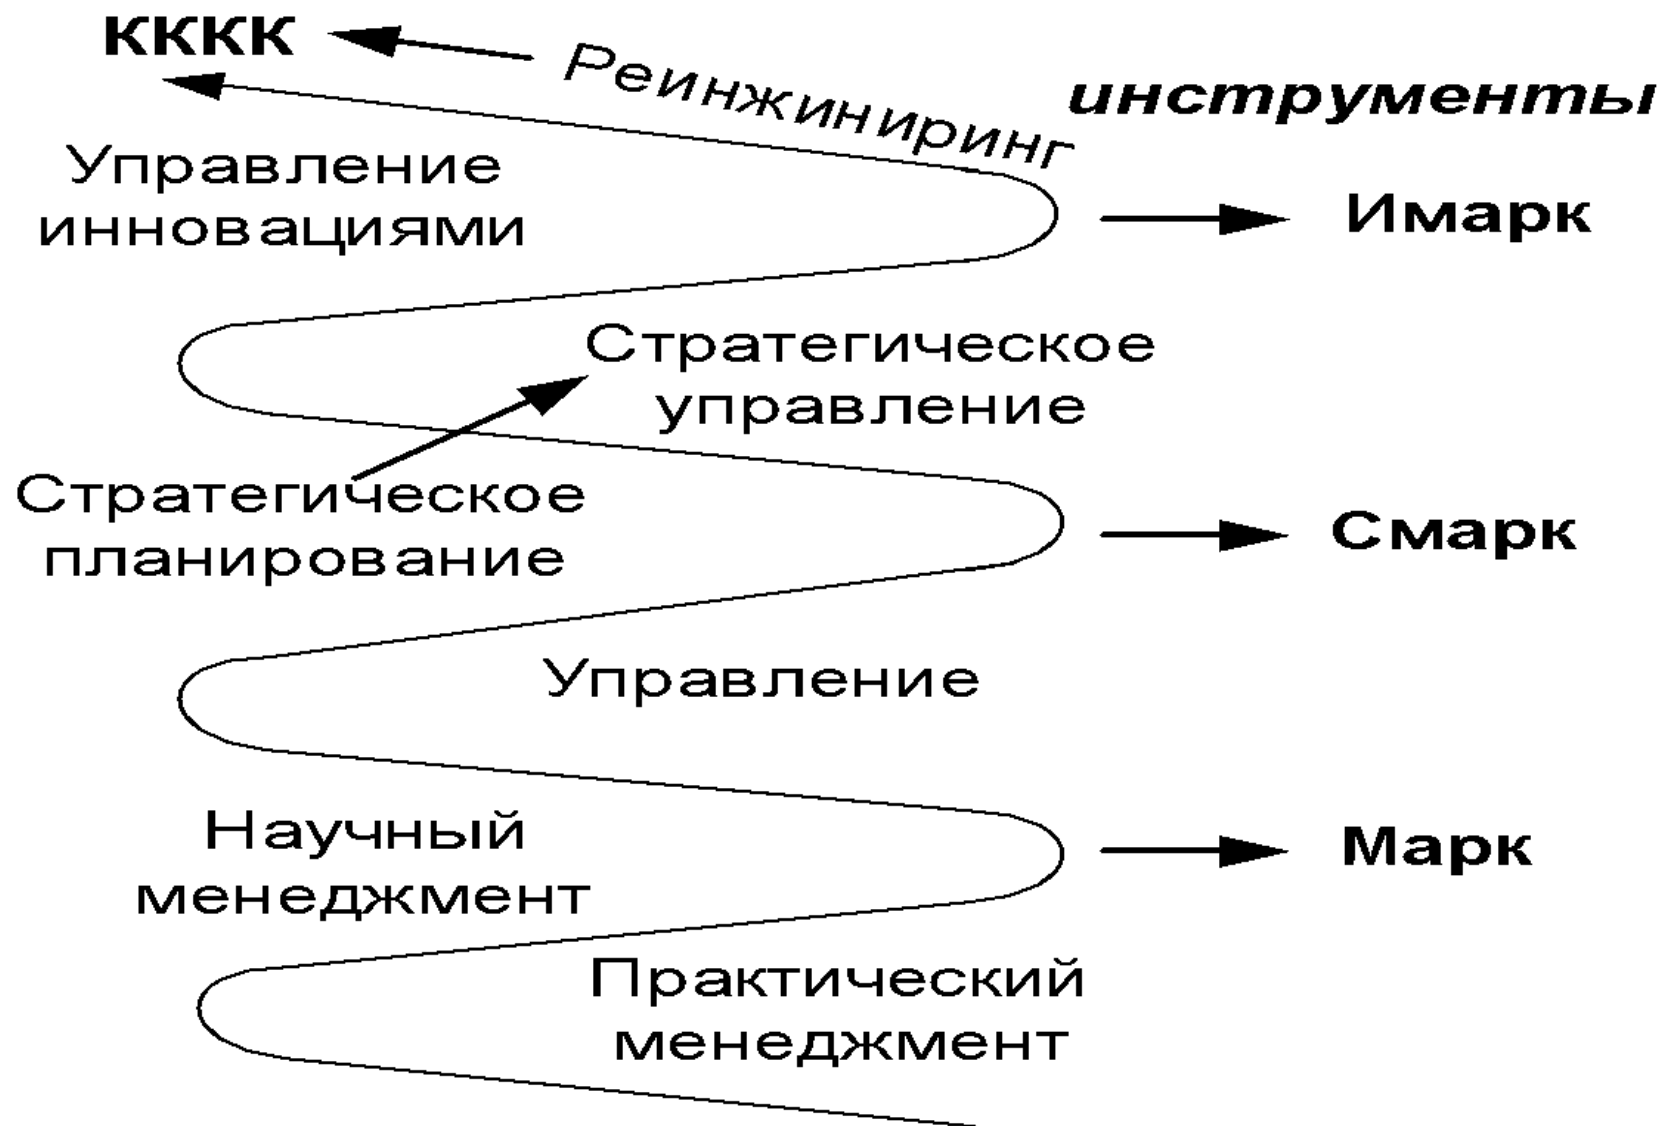 КККК
Реинжиниринг
инструменты
Управление
инновациями
Имарк
Стратегическое
управление
Стратегическое
планирование
Смарк
Управление
Научный
менеджмент
Марк
Практический
менеджмент